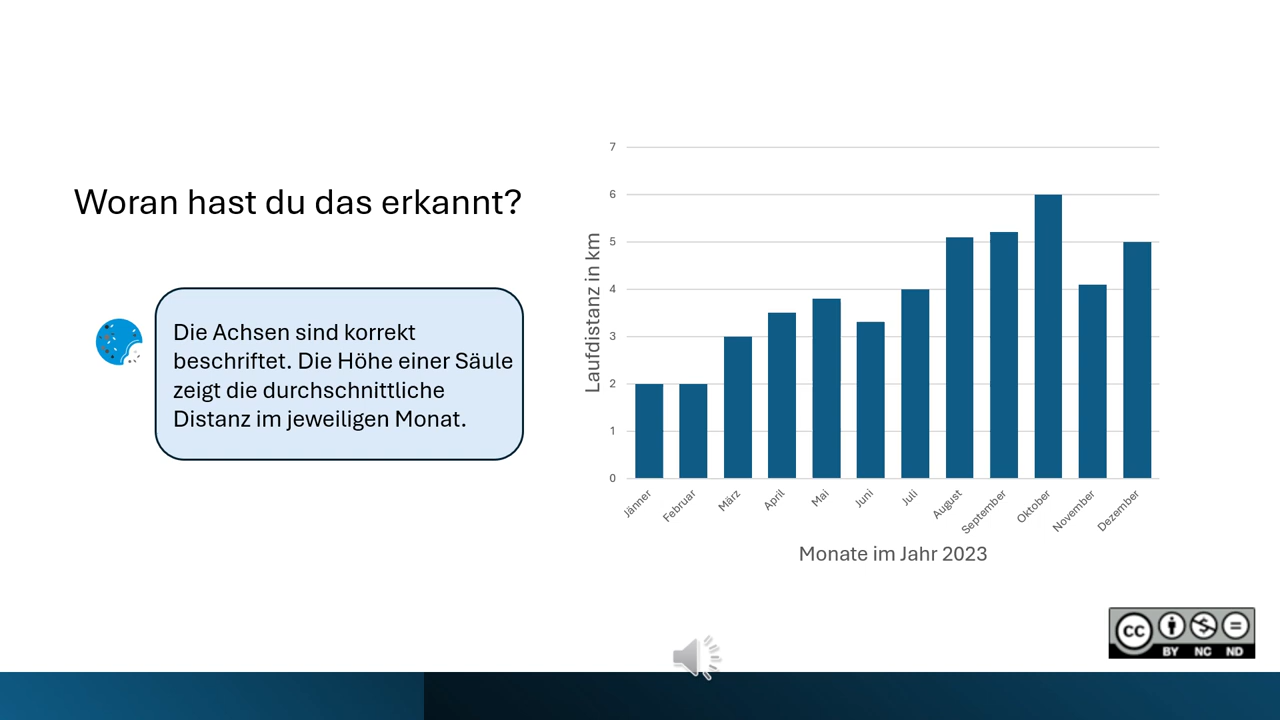 Woran hast du das erkannt?
Die Achsen sind korrekt
beschriftet. Die Höhe einer Säule
zeigt die durchschnittliche
Distanz im jeweiligen Monat.
Laufdistanz in km
7
6
5
4
3
2
1
0
Jänner
Februar
März
April
Mai
Juni
Juli
August
September
Oktober
November
Dezember
Monate im Jahr 2023
CC
BY NC ND